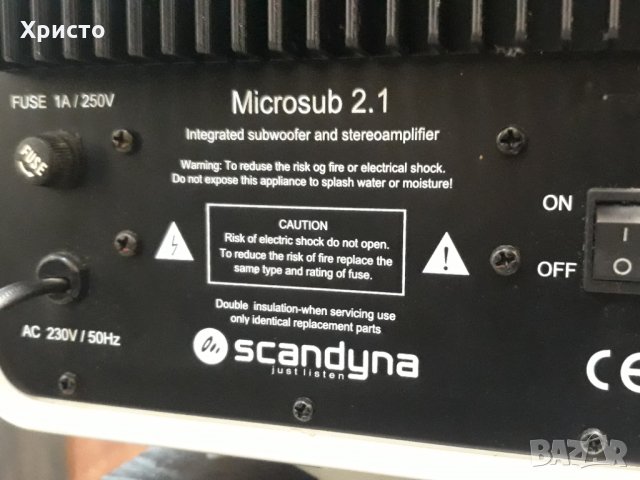 Христо
FUSE 1A / 250V
Microsub 2.1
Integrated subwoofer and stereoamplifier
FUSE
Warning: To reduse the risk og fire or electrical shock.
Do not expose this appliance to splash water or moisture!
ON
CAUTION
Risk of electric shock do not open.
To reduce the risk of fire replace the
same type and rating of fuse.
OFF
Double insulation-when servicing use
only identical replacement parts
AC 230V / 50Hz
scandyna
just listen
CE
BAZAR